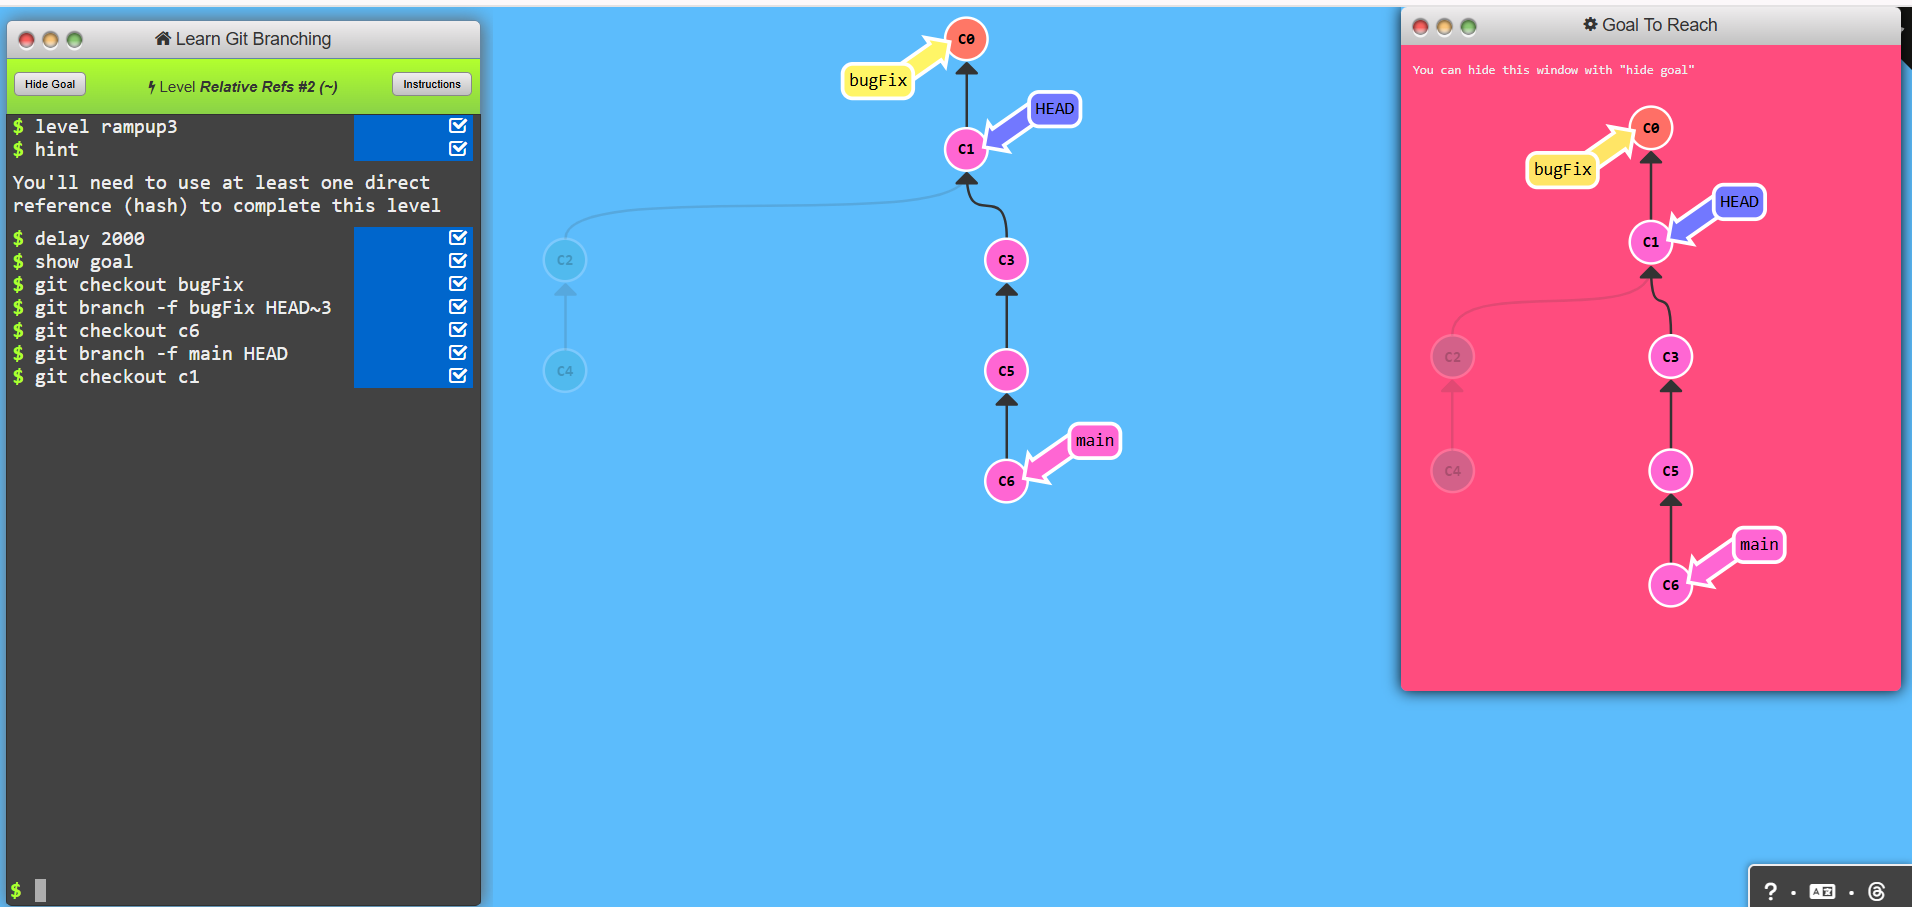 Learn Git Branching
Hide Goal
Level Relative Refs #2 (~)
Instructions
$ level rampup3
$ hint
You'll need to use at least one direct
reference (hash) to complete this level
$ delay 2000
$ show goal
$ git checkout bugFix
$ git branch -f bugFix HEAD~3
$ git checkout c6
$ git branch -f main HEAD
$ git checkout c1
$
C0
bugFix
HEAD
C1
C2
C3
C4
C5
main
C6
Goal To Reach
You can hide this window with "hide goal"
C0
bugFix
HEAD
C1
C2
C3
C4
C5
main
C6
?